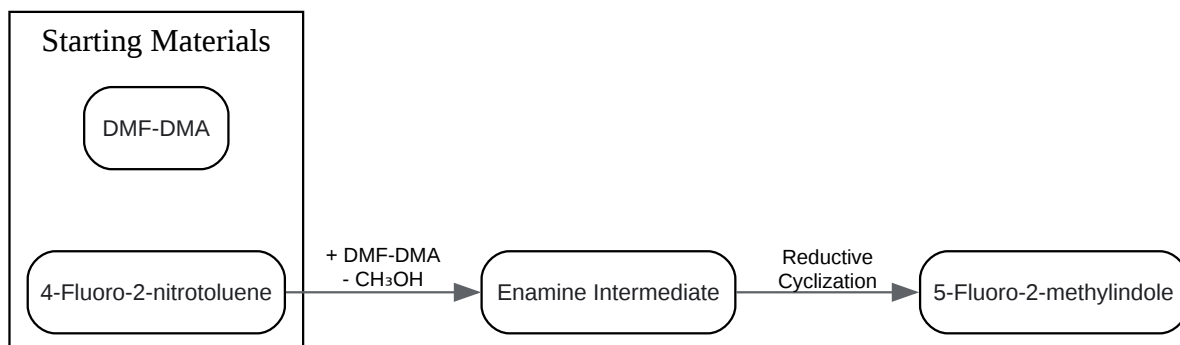 Starting Materials
DMF-DMA
4-Fluoro-2-nitrotoluene
+ DMF-DMA
- CH₃OH
Enamine Intermediate
Reductive
Cyclization
5-Fluoro-2-methylindole